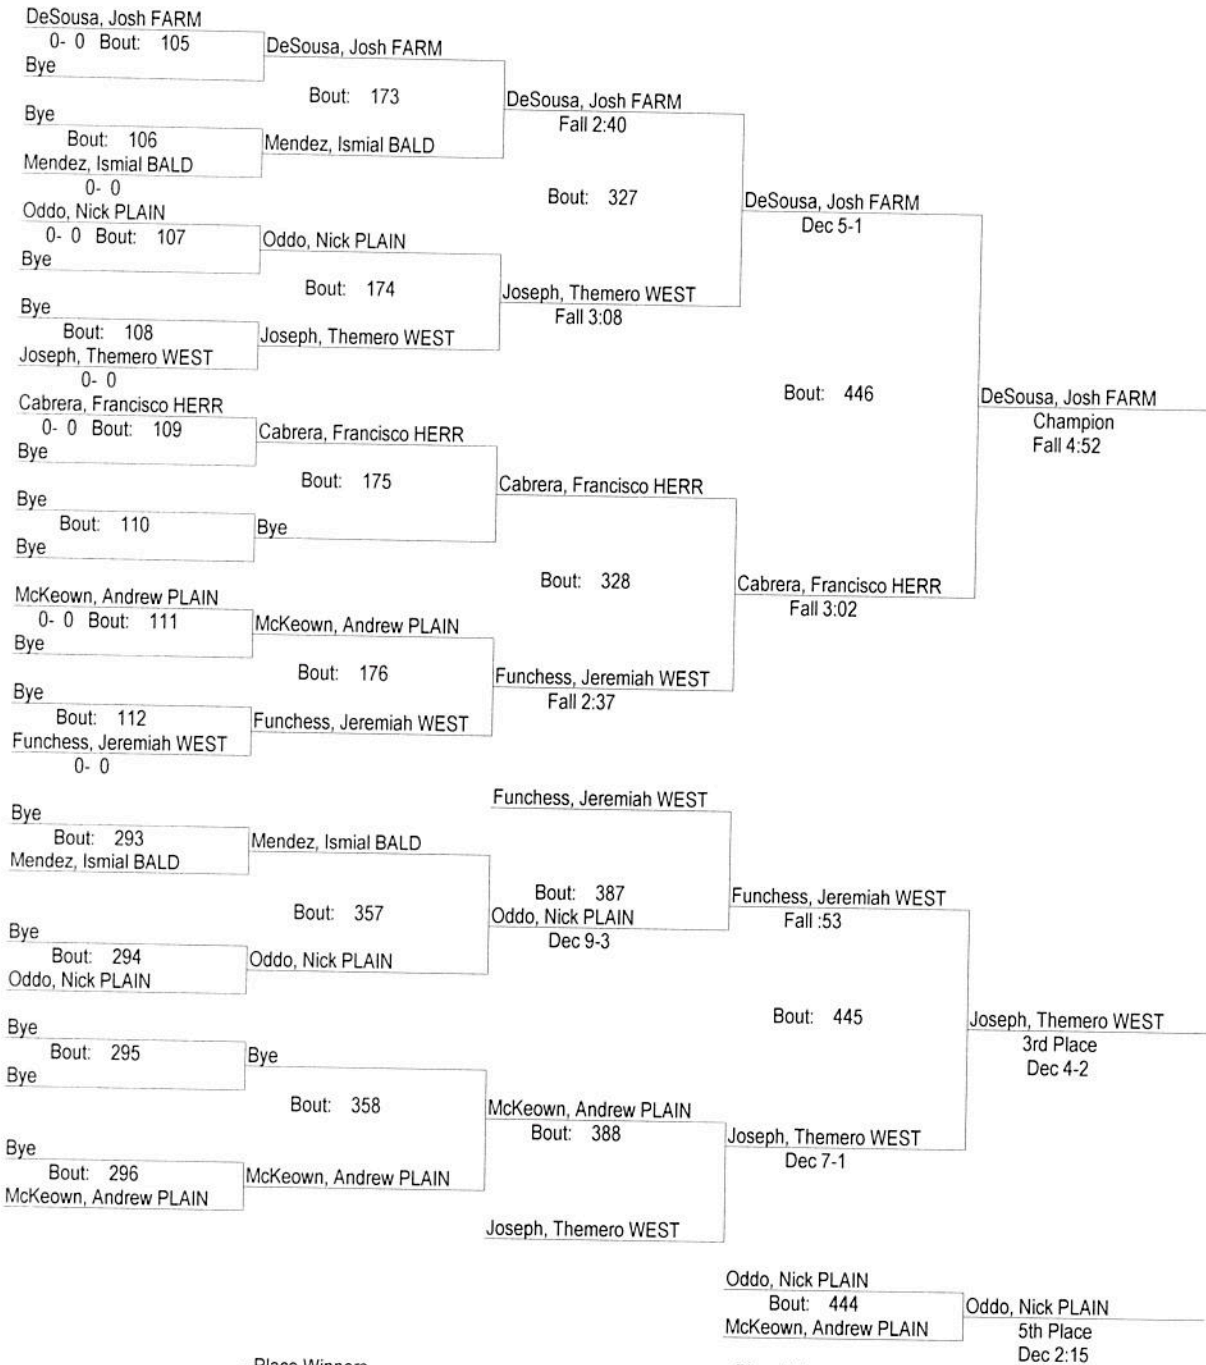 DeSousa, Josh FARM
0- 0 Bout: 105
Bye
DeSousa, Josh FARM
Bout: 173
Bye
Bout: 106
Mendez, Ismial BALD
0- 0
Mendez, Ismial BALD
DeSousa, Josh FARM
Fall 2:40
Bout: 327
Oddo, Nick PLAIN
0- 0 Bout: 107
Bye
Oddo, Nick PLAIN
Bout: 174
Bye
Bout: 108
Joseph, Themero WEST
0- 0
Joseph, Themero WEST
Joseph, Themero WEST
Fall 3:08
DeSousa, Josh FARM
Dec 5-1
Bout: 446
Cabrera, Francisco HERR
0- 0 Bout: 109
Bye
Cabrera, Francisco HERR
Bout: 175
Bye
Bout: 110
Bye
Bye
Cabrera, Francisco HERR
Bout: 328
McKeown, Andrew PLAIN
0- 0 Bout: 111
Bye
McKeown, Andrew PLAIN
Bout: 176
Bye
Bout: 112
Funchess, Jeremiah WEST
0- 0
Funchess, Jeremiah WEST
Funchess, Jeremiah WEST
Fall 2:37
Cabrera, Francisco HERR
Fall 3:02
DeSousa, Josh FARM
Champion
Fall 4:52
Bye
Bout: 293
Mendez, Ismial BALD
Mendez, Ismial BALD
Bout: 357
Bye
Bout: 294
Oddo, Nick PLAIN
Oddo, Nick PLAIN
Funchess, Jeremiah WEST
Bout: 387
Oddo, Nick PLAIN
Dec 9-3
Funchess, Jeremiah WEST
Fall :53
Bout: 445
Bye
Bout: 295
Bye
Bye
Bout: 358
Bye
Bout: 296
McKeown, Andrew PLAIN
McKeown, Andrew PLAIN
McKeown, Andrew PLAIN
Bout: 388
Joseph, Themero WEST
Joseph, Themero WEST
Dec 7-1
Joseph, Themero WEST
3rd Place
Dec 4-2
Oddo, Nick PLAIN
Bout: 444
McKeown, Andrew PLAIN
Oddo, Nick PLAIN
5th Place
Dec 2:15
Place Winners